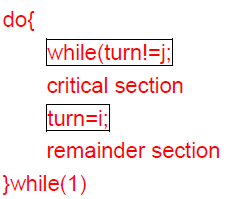 do{
while(turn!=j;
critical section
turn=i;
remainder section
}while(1)